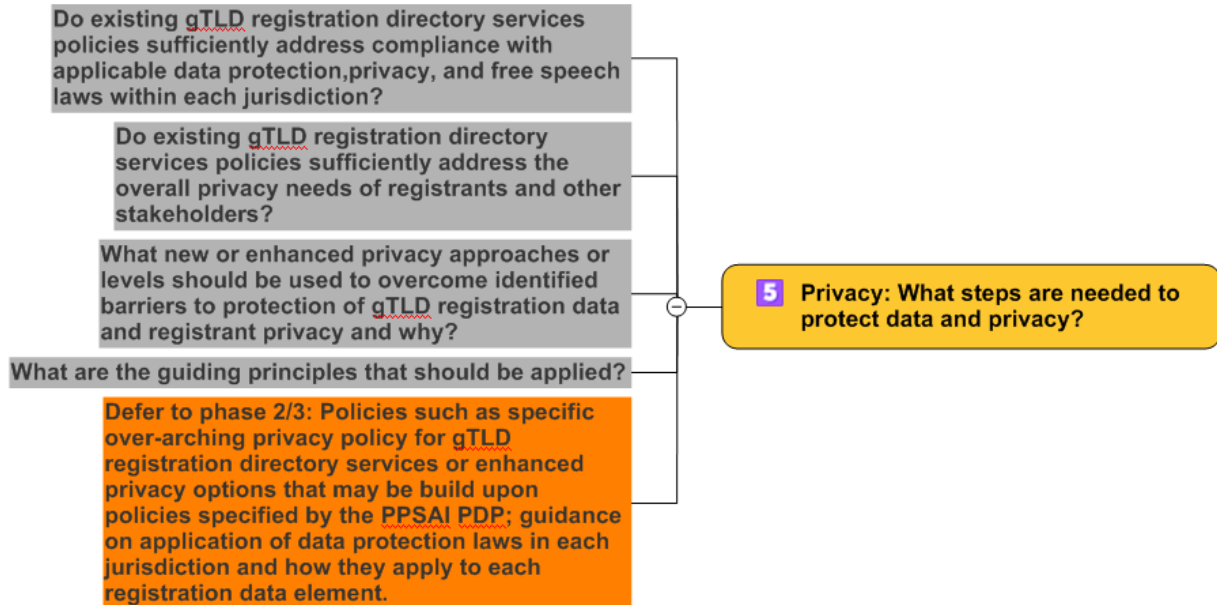 Do existing gTLD registration directory services
policies sufficiently address compliance with
applicable data protection,privacy, and free speech
laws within each jurisdiction?
Do existing gTLD registration directory
services policies sufficiently address the
overall privacy needs of registrants and other
stakeholders?
What new or enhanced privacy approaches or
levels should be used to overcome identified
barriers to protection of gTLD registration data
and registrant privacy and why?
What are the guiding principles that should be applied?
Defer to phase 2/3: Policies such as specific
over-arching privacy policy for gTLD
registration directory services or enhanced
privacy options that may be build upon
policies specified by the PPSAI PDP; guidance
on application of data protection laws in each
jurisdiction and how they apply to each
registration data element.
5 Privacy: What steps are needed to
protect data and privacy?